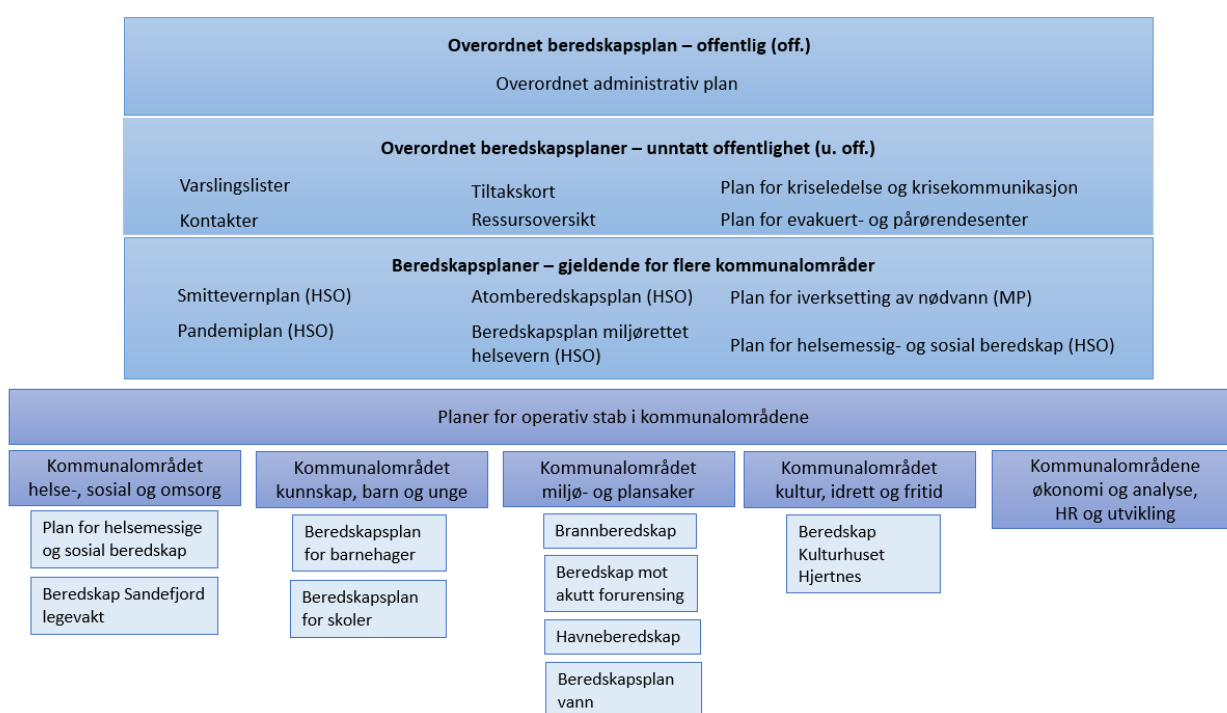 Overordnet beredskapsplan – offentlig (off.)
Overordnet administrativ plan
Overordnet beredskapsplaner – unntatt offentlighet (u. off.)
Varslingslister
Tiltakskort
Plan for kriseledelse og krisekommunikasjon
Kontakter
Ressursoversikt
Plan for evakuert- og pårørendesenter
Beredskapsplaner – gjeldende for flere kommunalområder
Smittevernplan (HSO)
Atomberedskapsplan (HSO)
Plan for iverksetting av nødvann (MP)
Pandemiplan (HSO)
Beredskapsplan miljørettet
helsevern (HSO)
Plan for helsemessig- og sosial beredskap (HSO)
Planer for operativ stab i kommunalområdene
Kommunalområdet
helse-, sosial og omsorg
Plan for helsemessige
og sosial beredskap
Beredskap Sandefjord
legevakt
Kommunalområdet
kunnskap, barn og unge
Beredskapsplan
for barnehager
Beredskapsplan
for skoler
Kommunalområdet
miljø- og plansaker
Brannberedskap
Beredskap mot
akutt forurensing
Havneberedskap
Beredskapsplan
vann
Kommunalområdet
kultur, idrett og fritid
Beredskap
Kulturhuset
Hjertnes
Kommunalområdene
økonomi og analyse,
HR og utvikling